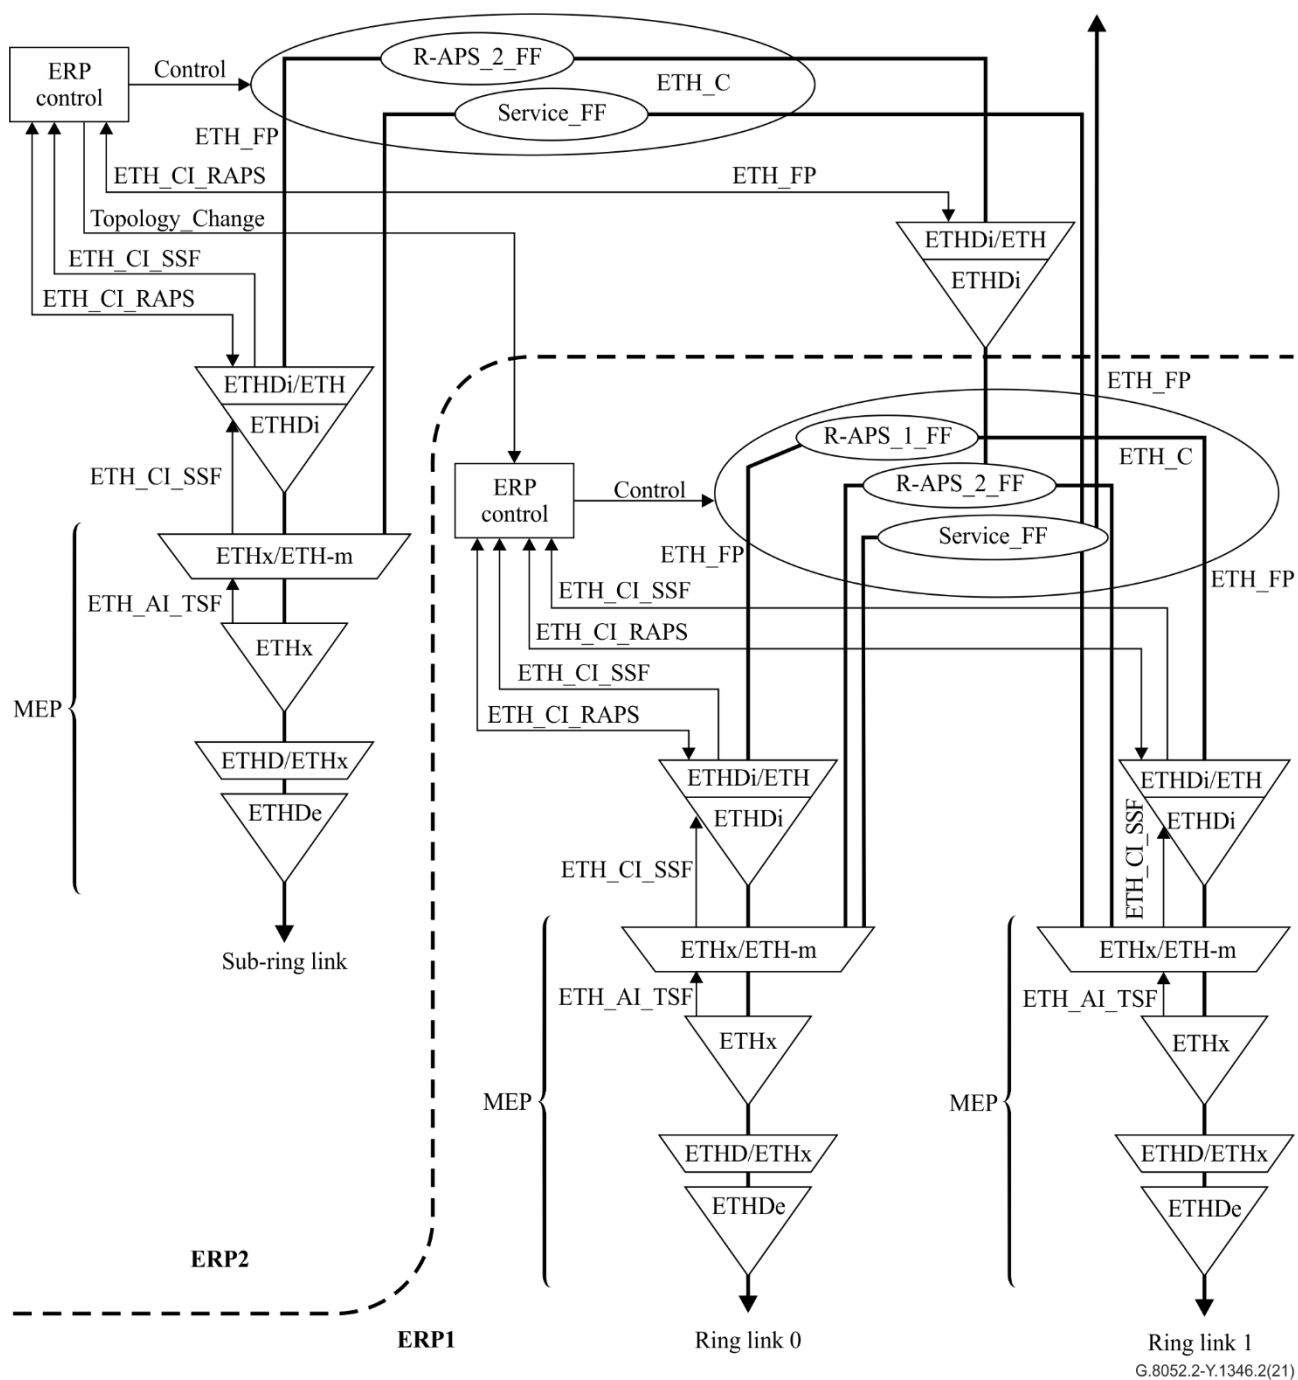 R-APS_2_FF
ERP
control
Control
ETH_C
Service_FF
ETH_FP
ETH_CI_RAPS
ETH_FP
Topology_Change
ETHDi/ETH
ETH_CI_SSF
ETHDi
ETH_CI_RAPS
ETHDi/ETH
ETH_FP
ETHDi
R-APS_1_FF
ETH_C
ETH_CI_SSF
R-APS_2_FF
ERP
control
Control
Service_FF
ETHx/ETH-m
ETH_FP
ETH_FP
ETH_CI_SSF
ETH_AI_TSF
ETH_CI_RAPS
ETHx
ETH_CI_SSF
MEP
ETH_CI_RAPS
ETHD/ETHx
ETHDi/ETH
ETHDi/ETH
ETHDe
ETHDi
ETHDi
ETH_CI_SSF
ETH_CI_SSF
Sub-ring link
ETHx/ETH-m
ETHx/ETH-m
ETH_AI_TSF
ETH_AI_TSF
ETHx
ETHx
MEP
MEP
ETHD/ETHx
ETHD/ETHx
ETHDe
ETHDe
ERP2
ERP1
Ring link 0
Ring link 1
G.8052.2-Y.1346.2(21)